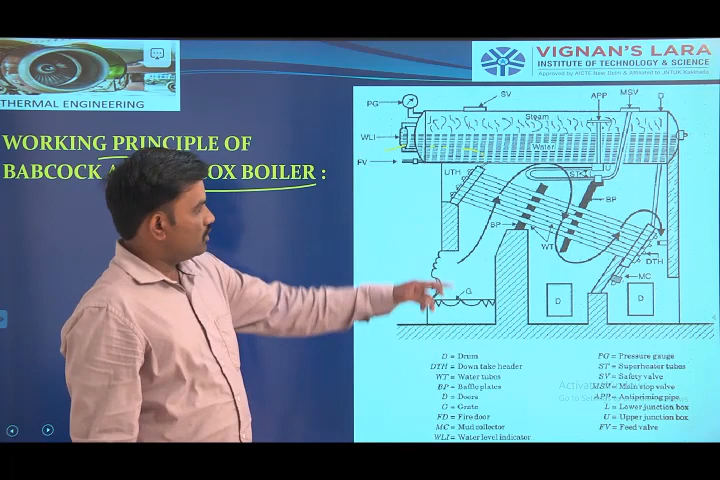 THERMAL ENGINEERING
VIGNAN'S LARA
INSTITUTE OF TECHNOLOGY & SCIENCE
Approved by AICTE New Delhi & Affiliated to JNTUK Kakinada
WORKING PRINCIPLE OF
BABCOCK A OX BOILER :
SV
APP
MSV
D
PG
Steam
WLI
Water
FV
U
UTH
ST
BP
BP
WT
L
DTH
MC
G
D
D
D = Drum
DTH = Down take header
WT = Water tubes
BP = Baffle plates
D = Doors
G = Grate
FD = Fire door
MC = Mud collector
WLI = Water level indicator
PG = Pressure gauge
ST = Superheater tubes
SV = Safety valve
MSV = Main stop valve
APP = Antipriming pipe
L = Lower junction box
U = Upper junction box
FV = Feed valve